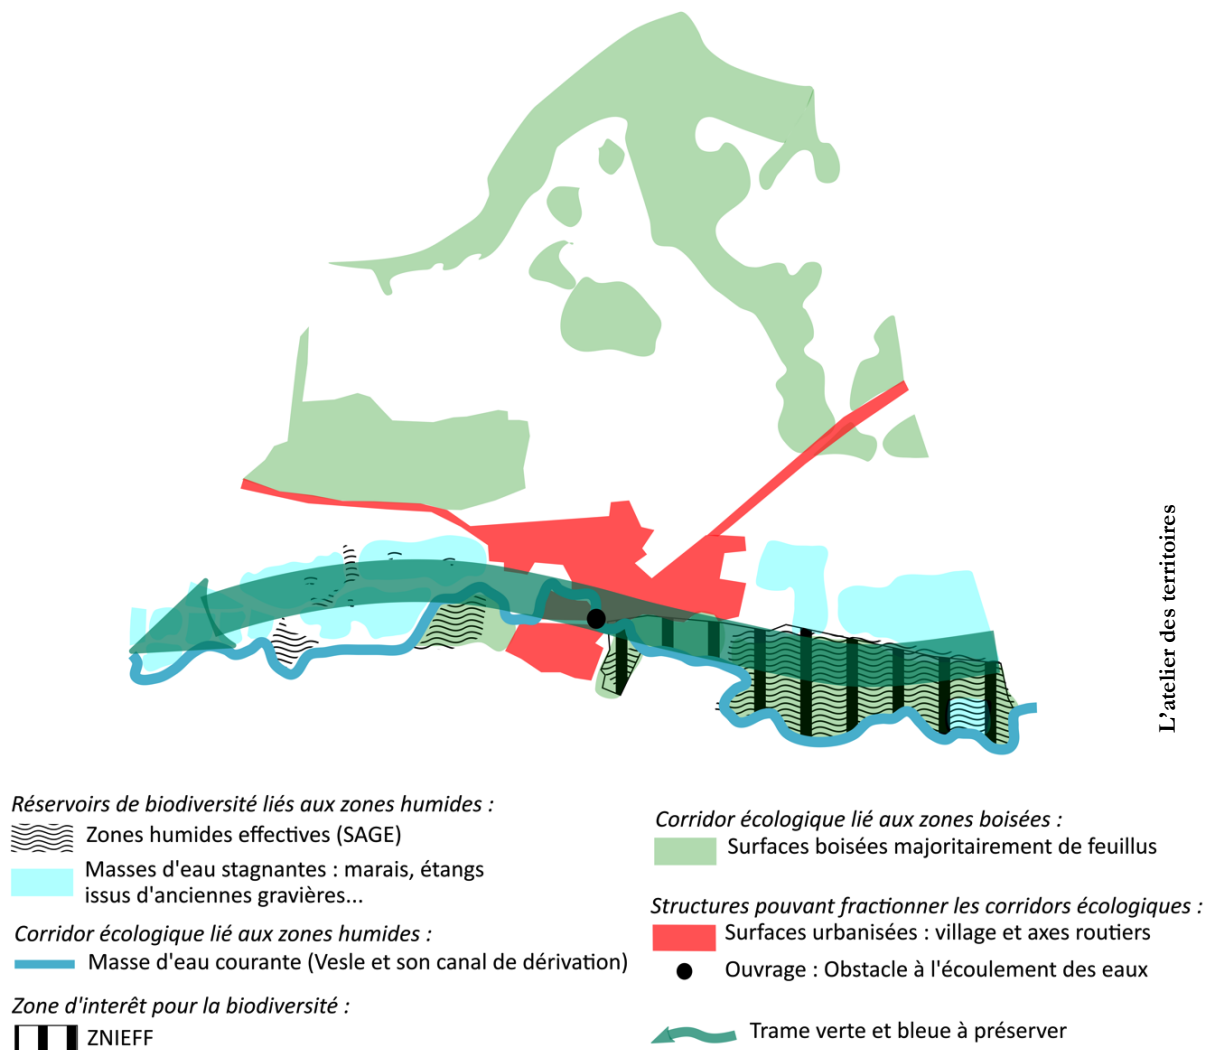 L'atelier des territoires
Réservoirs de biodiversité liés aux zones humides :
Zones humides effectives (SAGE)
Masses d'eau stagnantes : marais, étangs
issus d'anciennes gravières...
Corridor écologique lié aux zones humides :
Masse d'eau courante (Vesle et son canal de dérivation)
Zone d'interêt pour la biodiversité :
ZNIEFF
Corridor écologique lié aux zones boisées :
Surfaces boisées majoritairement de feuillus
Structures pouvant fractionner les corridors écologiques :
Surfaces urbanisées : village et axes routiers
Ouvrage : Obstacle à l'écoulement des eaux
Trame verte et bleue à préserver